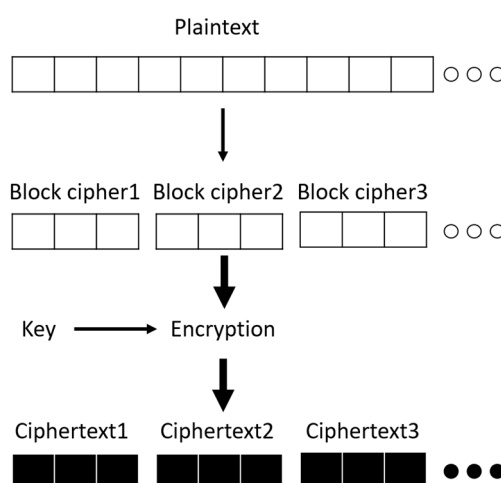 Plaintext
Block cipher1 Block cipher2 Block cipher3
Key Encryption
Ciphertext1 Ciphertext2 Ciphertext3